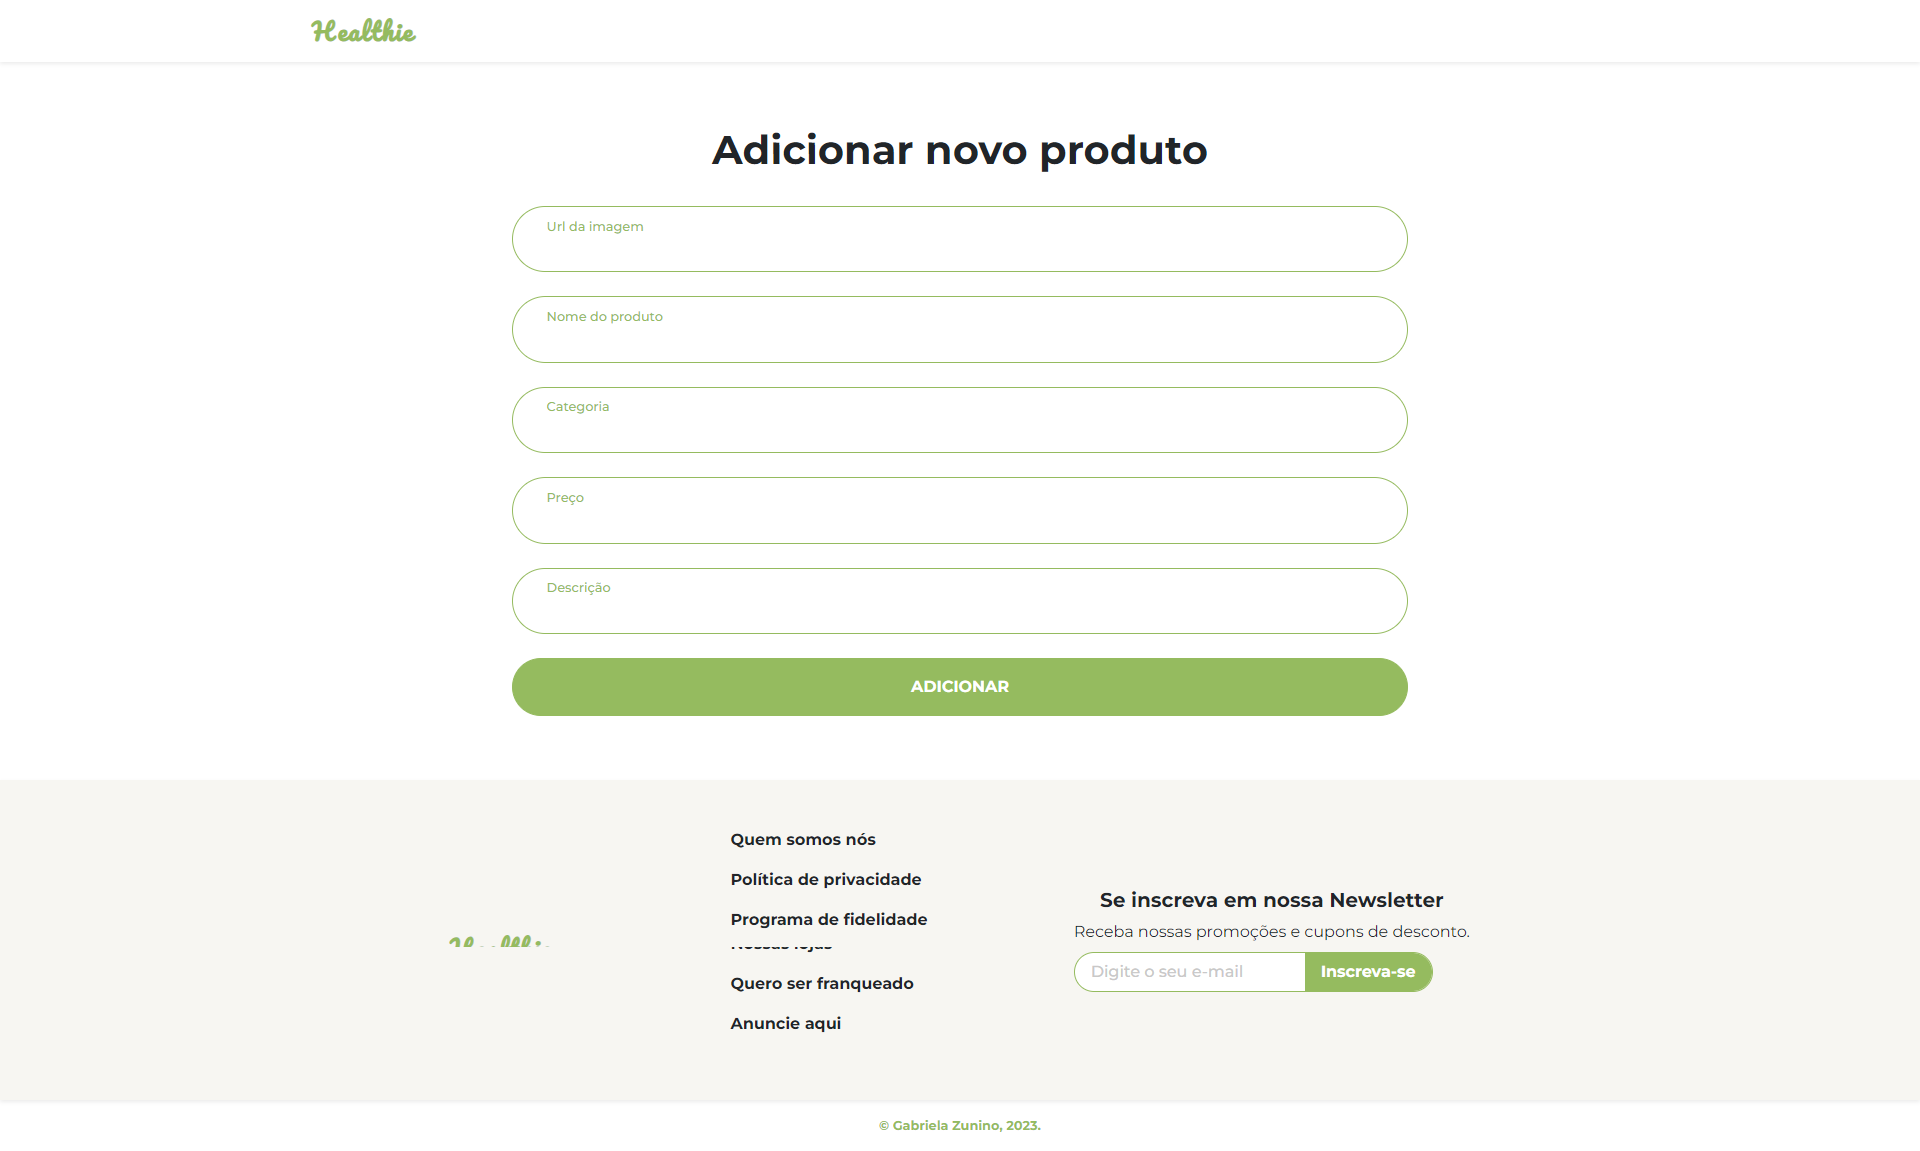 Healthie
Adicionar novo produto
Url da imagem
Nome do produto
Categoria
Preço
Descrição
ADICIONAR
Quem somos nós
Política de privacidade
Programa de fidelidade
Quero ser franqueado
Anuncie aqui
Se inscreva em nossa Newsletter
Receba nossas promoções e cupons de desconto.
Digite o seu e-mail
Inscreva-se
© Gabriela Zunino, 2023.